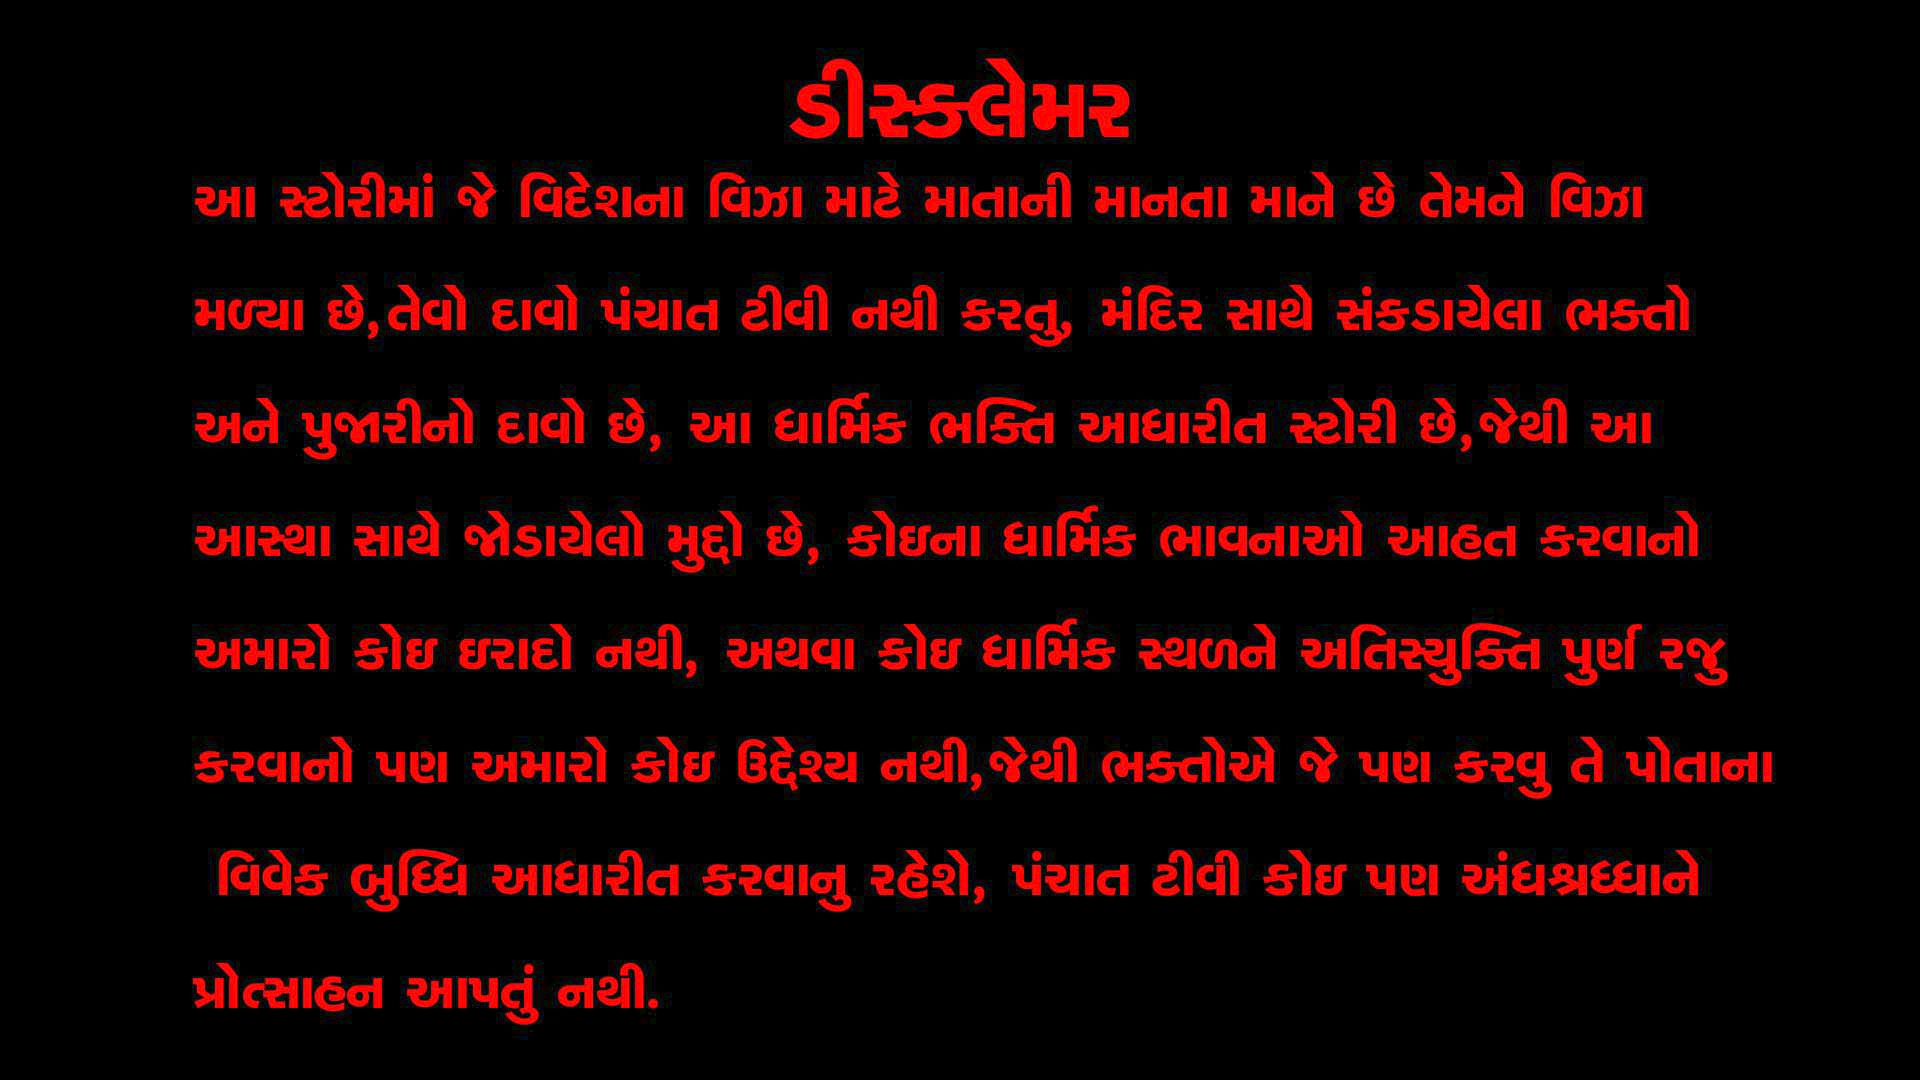 ડીસ્ક્લેમર
આ સ્ટોરીમાં જે વિદેશના વિઝા માટે માતાની માનતા માને છે તેમને વિઝા
મળ્યા છે,તેવો દાવો પંચાત ટીવી નથી કરતુ, મંદિર સાથે સંકડાયેલા ભક્તો
અને પુજારીનો દાવો છે, આ ધાર્મિક ભક્તિ આધારીત સ્ટોરી છે,જેથી આ
આસ્થા સાથે જોડાયેલો મુદ્દો છે, કોઇના ધાર્મિક ભાવનાઓ આહત કરવાનો
અમારો કોઇ ઇરાદો નથી, અથવા કોઇ ધાર્મિક સ્થળને અતિસ્યુક્તિ પુર્ણ રજુ
કરવાનો પણ અમારો કોઇ ઉદ્દેશ્ય નથી,જેથી ભક્તોએ જે પણ કરવુ તે પોતાના
વિવેક બુધ્ધિ આધારીત કરવાનુ રહેશે, પંચાત ટીવી કોઇ પણ અંધશ્રધ્ધાને
પ્રોત્સાહન આપતું નથી.